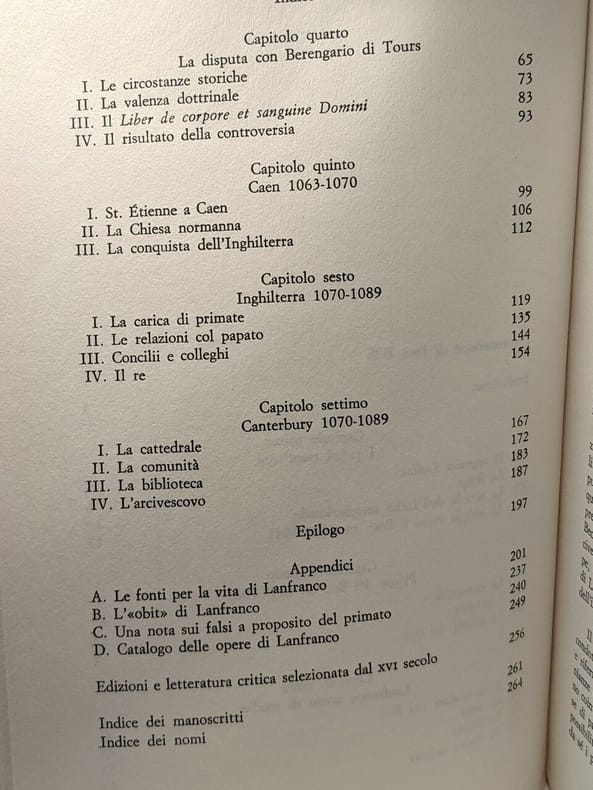 Capitolo quarto
La disputa con Berengario di Tours
I. Le circostanze storiche 65
II. La valenza dottrinale 73
III. Il Liber de corpore et sanguine Domini 83
IV. Il risultato della controversia 93
Capitolo quinto
Caen 1063-1070
I. St. Étienne a Caen 99
II. La Chiesa normanna 106
III. La conquista dell'Inghilterra 112
Capitolo sesto
Inghilterra 1070-1089
I. La carica di primate 119
II. Le relazioni col papato 135
III. Concilii e colleghi 144
IV. Il re 154
Capitolo settimo
Canterbury 1070-1089
I. La cattedrale 167
II. La comunità 172
III. La biblioteca 183
IV. L'arcivescovo 187
Epilogo 197
Appendici
A. Le fonti per la vita di Lanfranco 201
B. L'«obit» di Lanfranco 237
C. Una nota sui falsi a proposito del primato 240
D. Catalogo delle opere di Lanfranco 249
Edizioni e letteratura critica selezionata dal XVI secolo 256
Indice dei manoscritti 261
Indice dei nomi 264